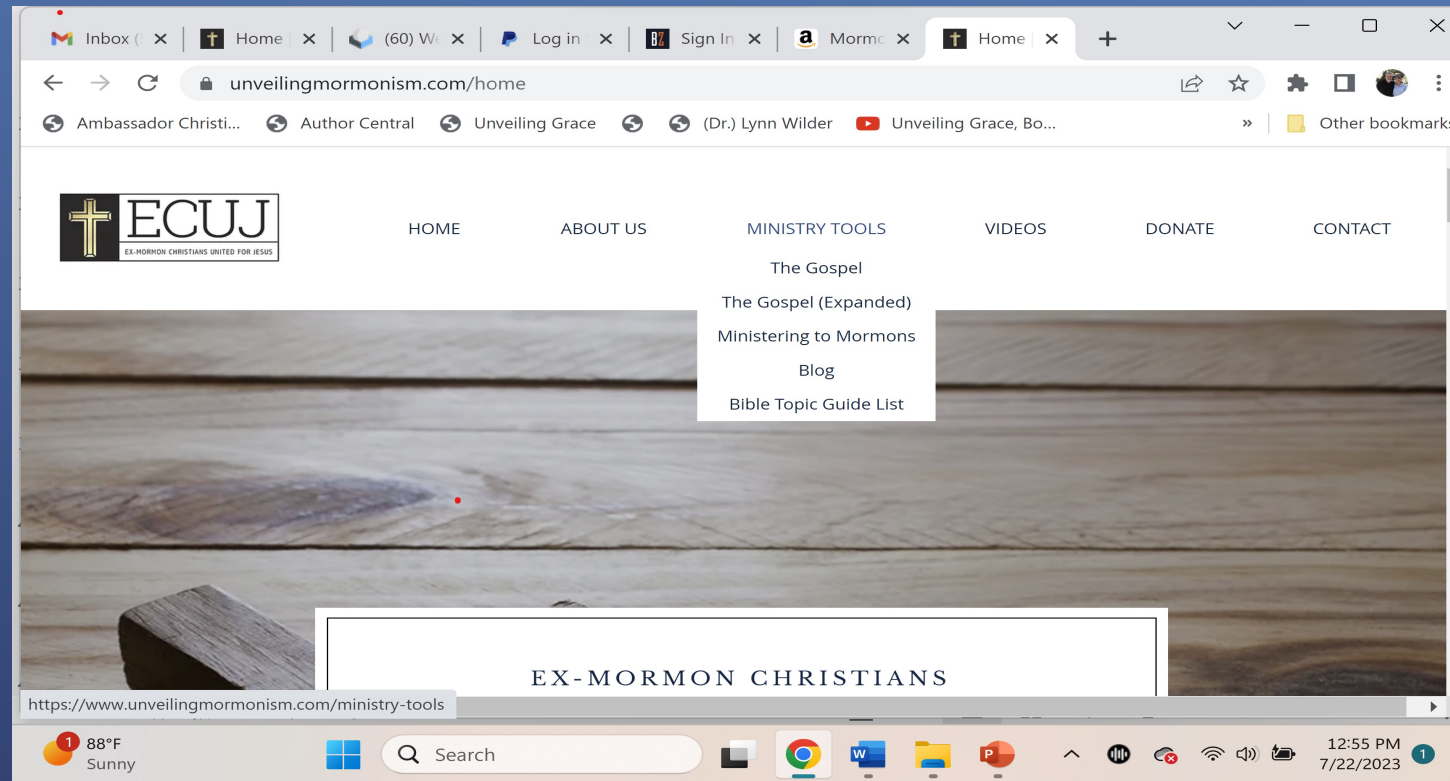 Inbox (
Home
(60) W
Log in
Sign In
a Mormo
Home
unveilingmormonism.com/home
Ambassador Christi... Author Central Unveiling Grace (Dr.) Lynn Wilder Unveiling Grace, Bo... » Other bookmarks
ECUJ
EX-MORMON CHRISTIANS UNITED FOR JESUS
HOME ABOUT US MINISTRY TOOLS VIDEOS DONATE CONTACT
The Gospel
The Gospel (Expanded)
Ministering to Mormons
Blog
Bible Topic Guide List
EX-MORMON CHRISTIANS
https://www.unveilingmormonism.com/ministry-tools
1 88°F
Sunny
Search
W
P
12:55 PM
7/22/2023
1